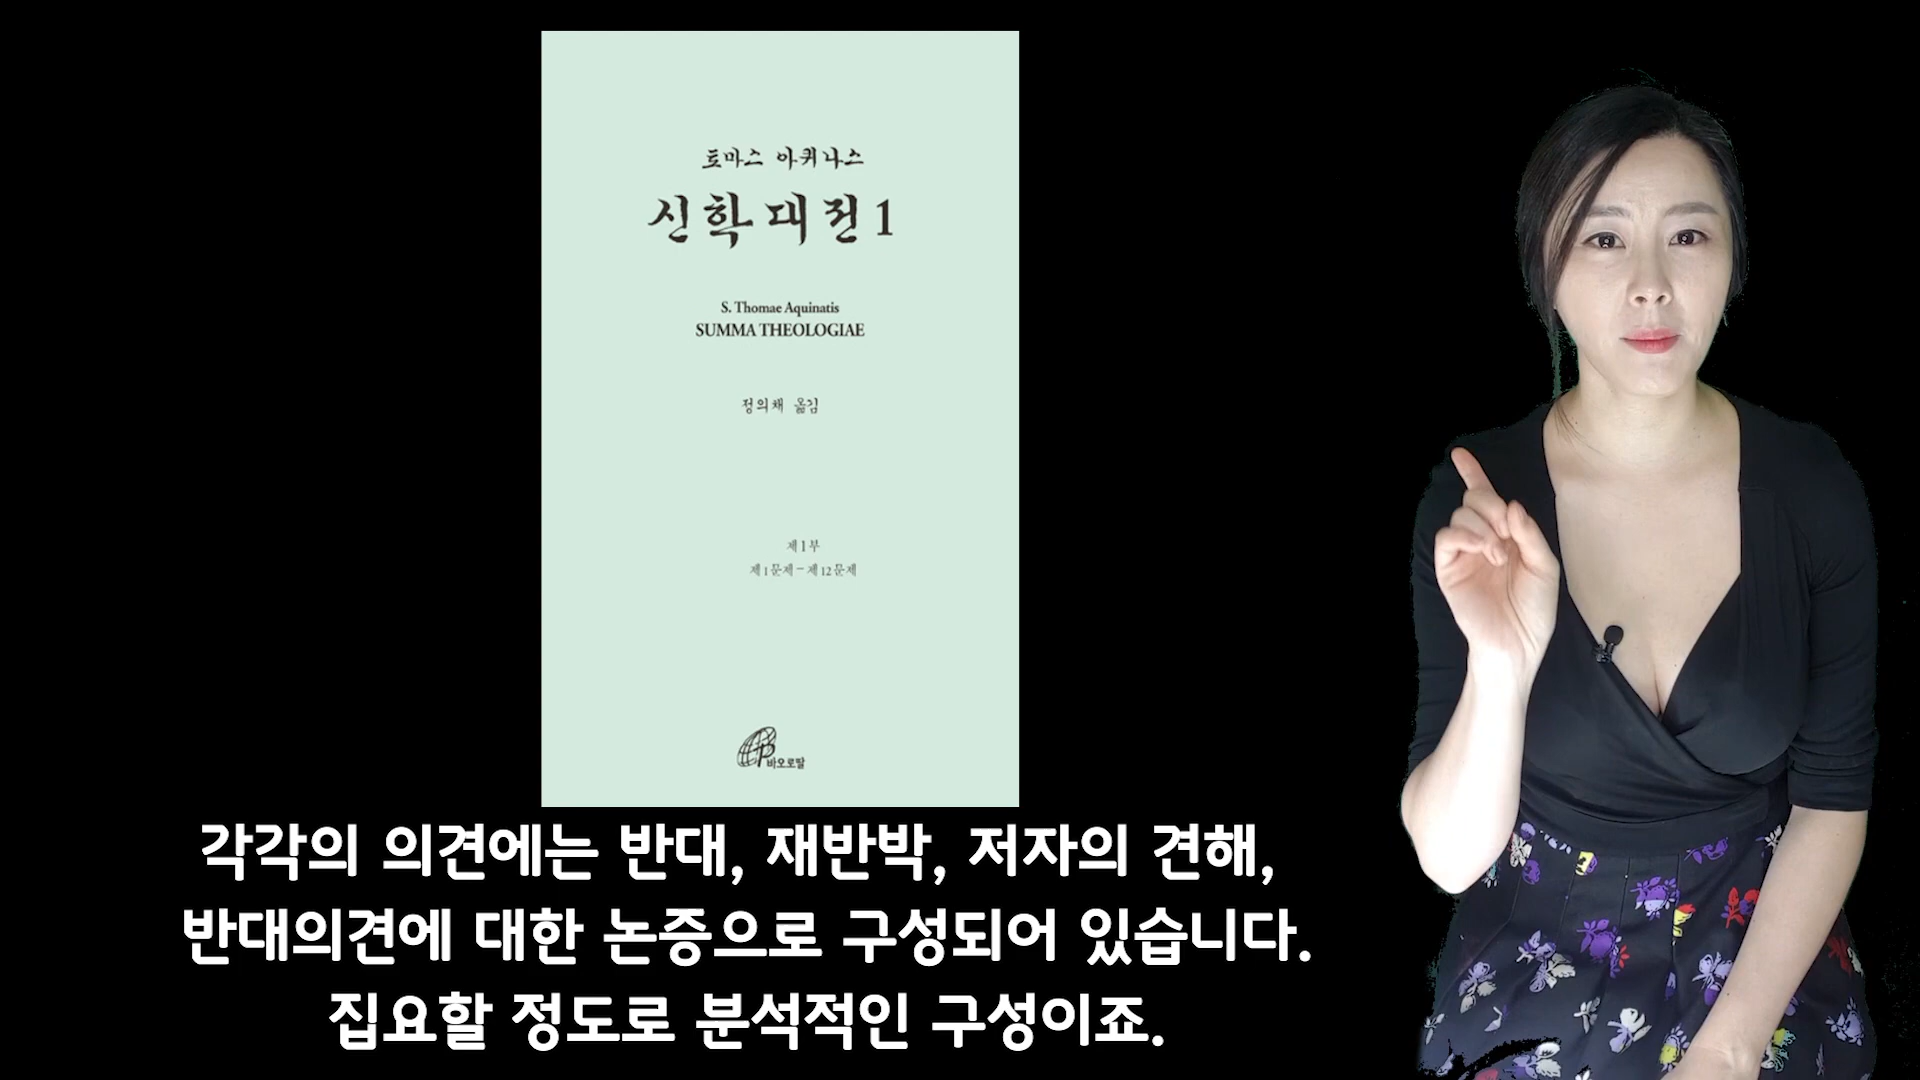 토마스 아퀴나스
신학대전 1
S. Thomae Aquinatis
SUMMA THEOLOGIAE
정의채 옮김
제1부
제1문제-제12문제
바오로딸
각각의 의견에는 반대, 재반박, 저자의 견해,
반대의견에 대한 논증으로 구성되어 있습니다.
집요할 정도로 분석적인 구성이죠.